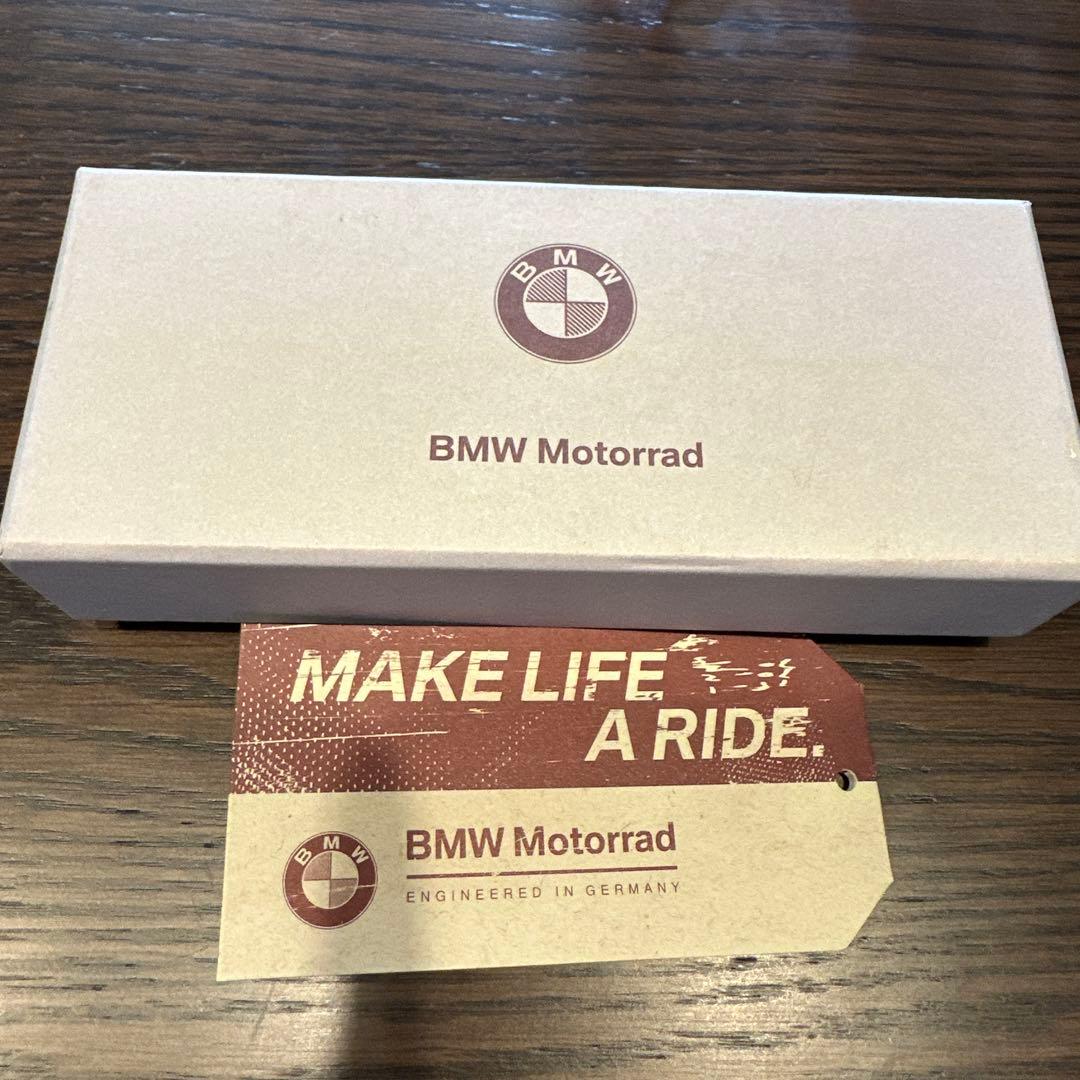 BMW
BMW Motorrad
MAKE LIFE
A RIDE.
BMW
BMW Motorrad
ENGINEERED IN GERMANY